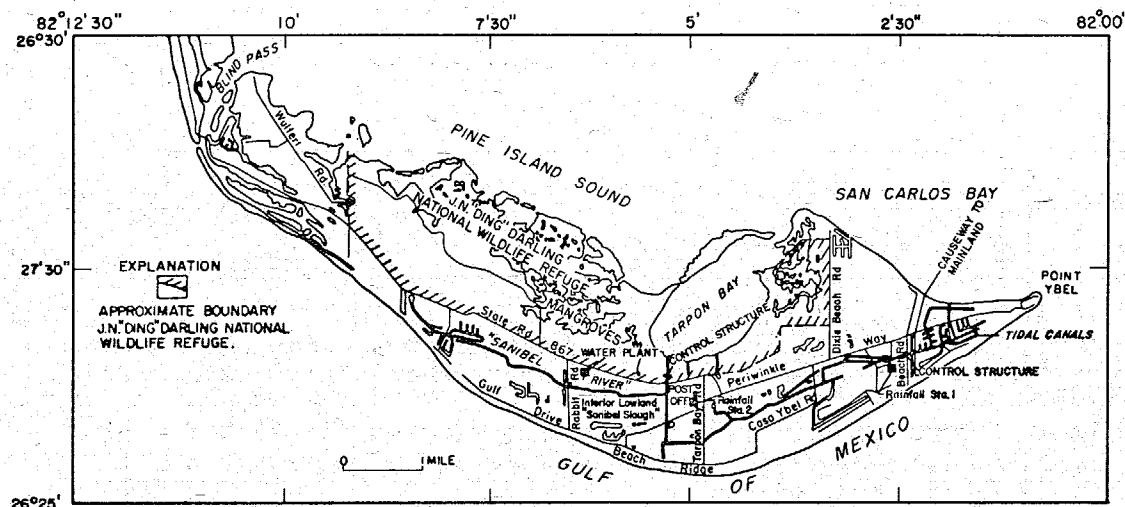 82°12'30"
10'
7'30"
5'
2'30"
82°00'
26°30'
BLIND PASS
Wulfert Rd
PINE ISLAND SOUND
SAN CARLOS BAY
J.N."DING" DARLING
NATIONAL WILDLIFE REFUGE
MANGROVES
CAUSEWAY TO
MAINLAND
27'30"
EXPLANATION
APPROXIMATE BOUNDARY
J.N."DING" DARLING NATIONAL
WILDLIFE REFUGE.
TARPON BAY
CONTROL STRUCTURE
Dixie Beach Rd
POINT
YBEL
TIDAL CANALS
State Rd 867
WATER PLANT
"SANIBEL RIVER"
Periwinkle Way
Beach Rd
CONTROL STRUCTURE
Rainfall Sta. 1
Gulf Drive
Rabbit Rd
"Interior Lowland
"Sanibel Slough"
POST
OFF
Tarpon Bay Rd
Rainfall
Sta. 2
Casa Ybel Rd
Beach Ridge
0 1 MILE
GULF OF MEXICO
26°25'